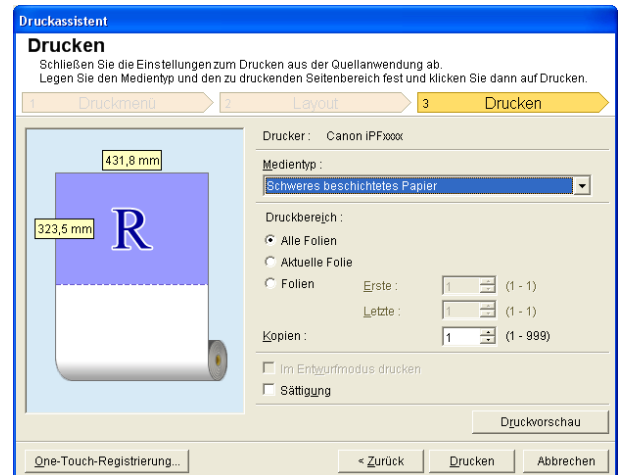 Druckassistent
Drucken
Schließen Sie die Einstellungen zum Drucken aus der Quellanwendung ab.
Legen Sie den Medientyp und den zu druckenden Seitenbereich fest und klicken Sie dann auf Drucken.
1 Druckmenü 2 Layout 3 Drucken
Drucker : Canon iPFxxxx
431,8 mm
Medientyp :
Schweres beschichtetes Papier
323,5 mm
R
Druckbereich :
Alle Folien
Aktuelle Folie
Folien Erste : 1 (1 - 1)
Letzte : 1 (1 - 1)
Kopien : 1 (1 - 999)
Im Entwurfmodus drucken
Sättigung
Druckvorschau
One-Touch-Registrierung... < Zurück Drucken Abbrechen